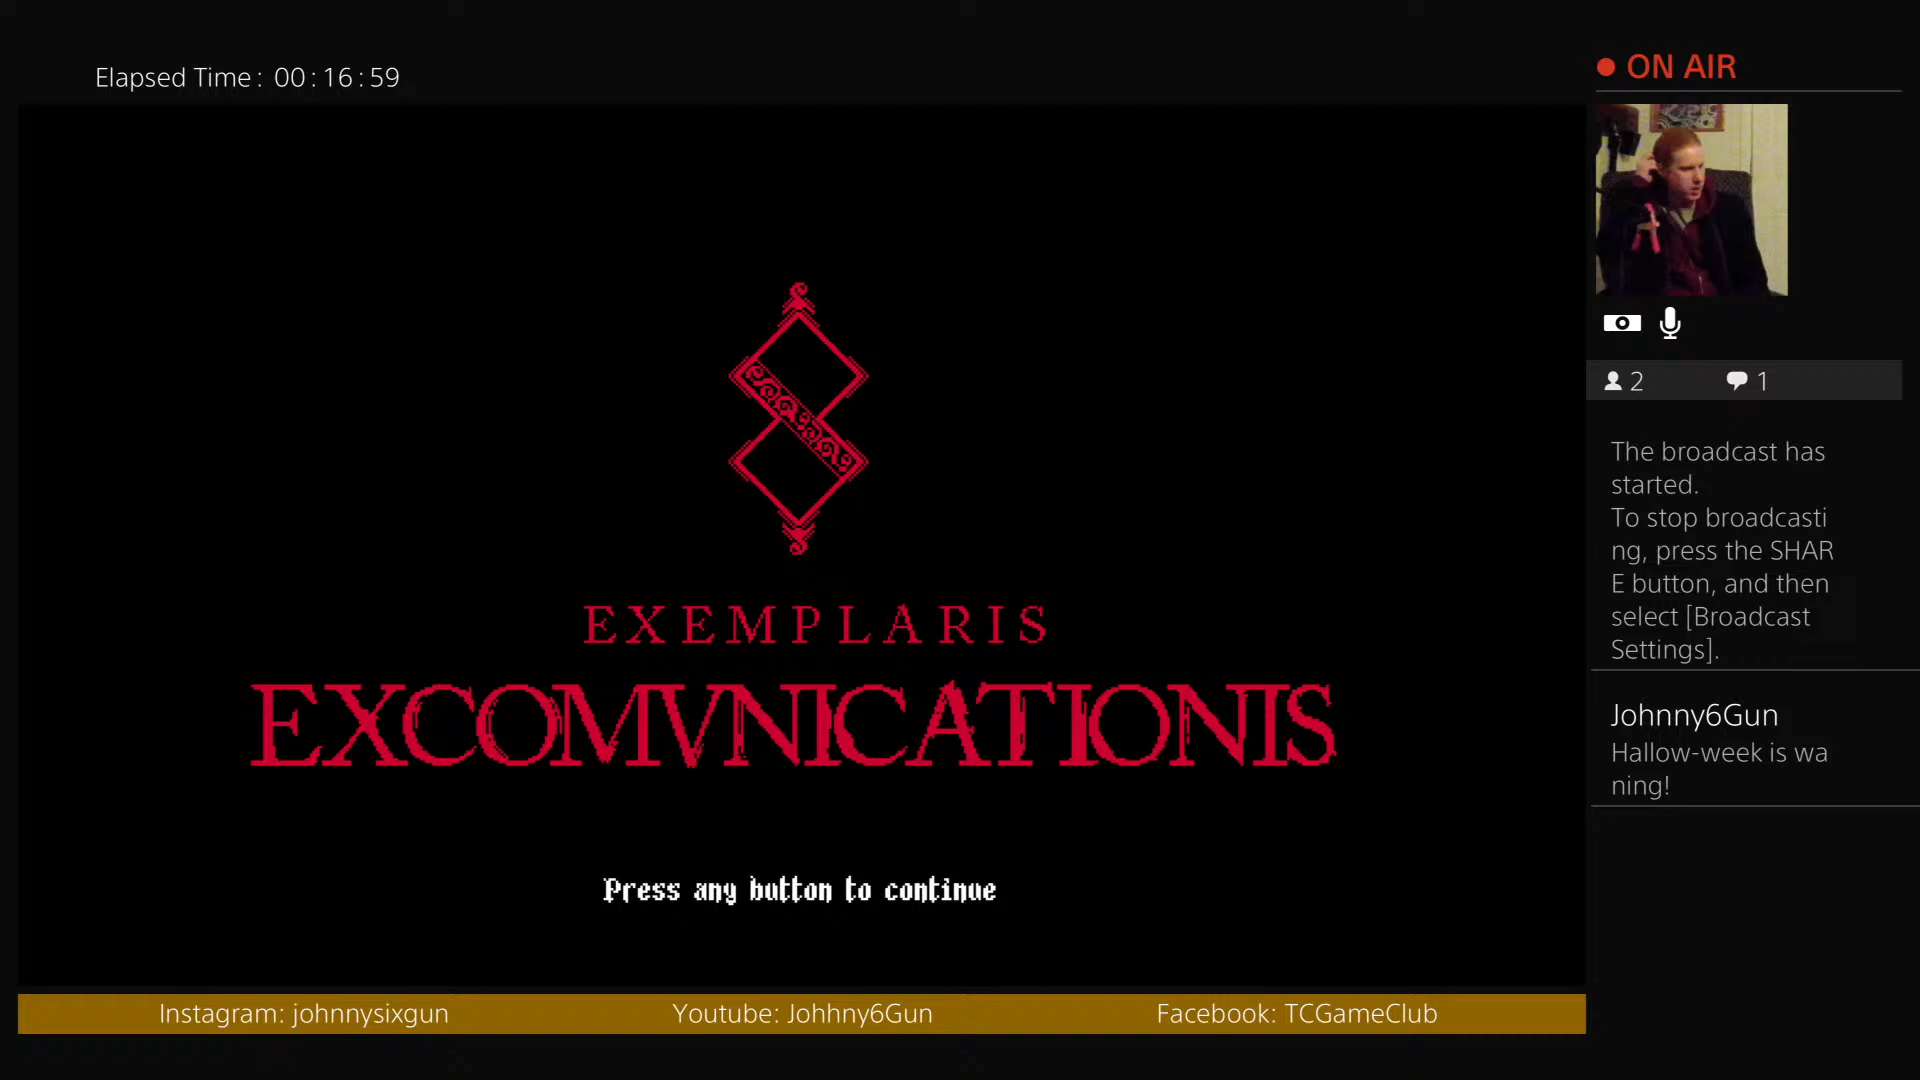 Elapsed Time: 00:16:59
ON AIR
2
1
The broadcast has
started.
To stop broadcasti
ng, press the SHAR
E button, and then
select [Broadcast
Settings].
Johnny6Gun
Hallow-week is wa
ning!
EXEMPLARIS
EXCOMVNICATIONIS
Press any button to continue
Instagram: johnnysixgun
Youtube: Johhny6Gun
Facebook: TCGameClub